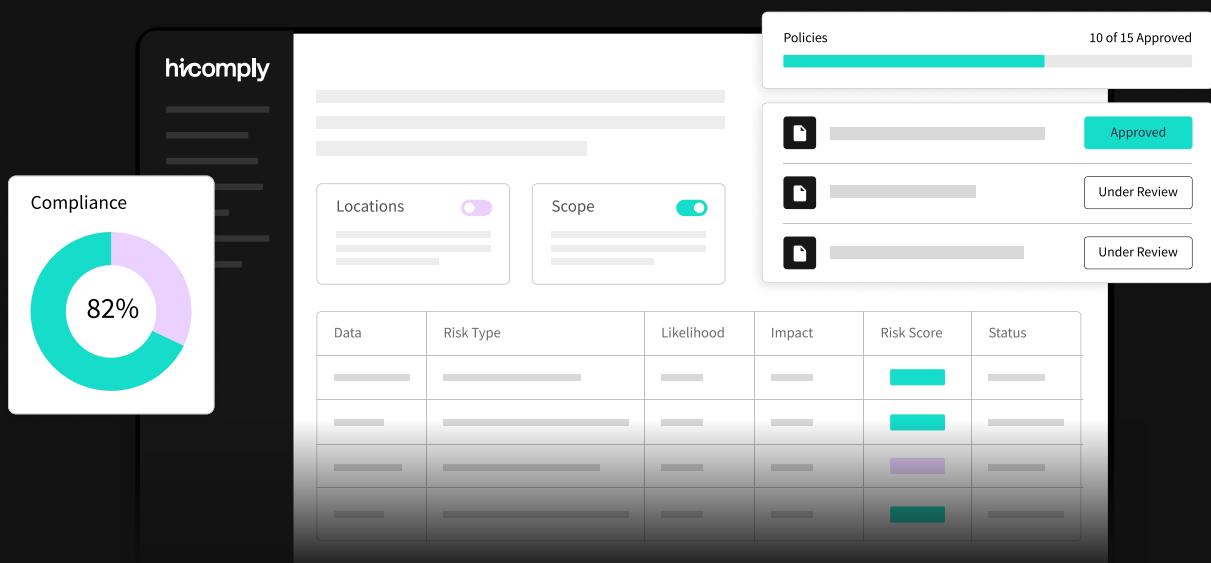 hicomply
Policies
10 of 15 Approved
Approved
Under Review
Under Review
Compliance
82%
Locations
Scope
Data
Risk Type
Likelihood
Impact
Risk Score
Status